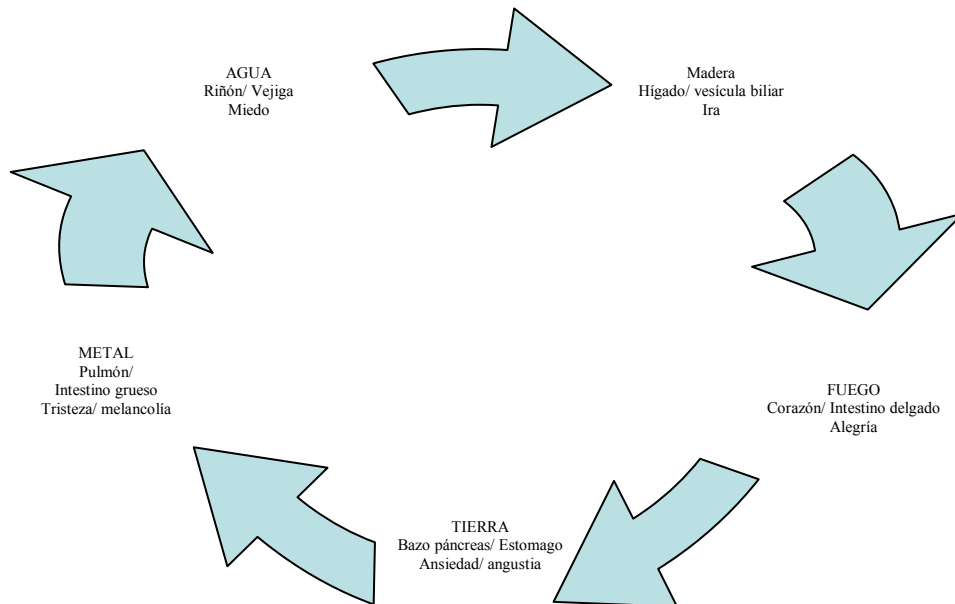 AGUA
Riñón/ Vejiga
Miedo
Madera
Hígado/ vesícula biliar
Ira
FUEGO
Corazón/ Intestino delgado
Alegría
TIERRA
Bazo páncreas/ Estomago
Ansiedad/ angustia
METAL
Pulmón/
Intestino grueso
Tristeza/ melancolía